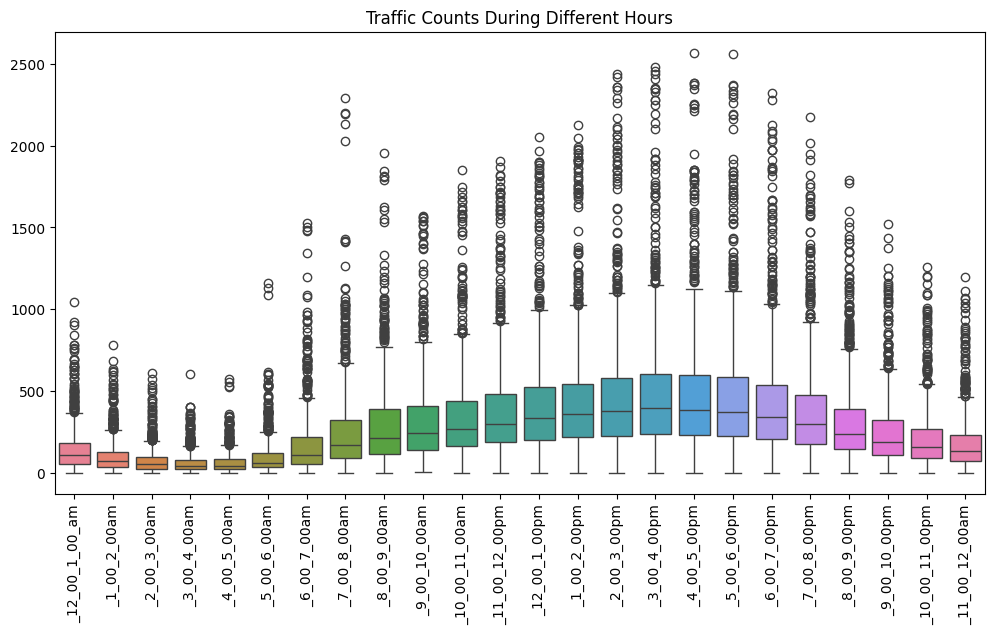 Traffic Counts During Different Hours
2500
2000
1500
1000
500
0
_12_00_1_00_am
_1_00_2_00am
_2_00_3_00am
_3_00_4_00am
_4_00_5_00am
_5_00_6_00am
_6_00_7_00am
_7_00_8_00am
_8_00_9_00am
_9_00_10_00am
_10_00_11_00am
_11_00_12_00pm
_12_00_1_00pm
_1_00_2_00pm
_2_00_3_00pm
_3_00_4_00pm
_4_00_5_00pm
_5_00_6_00pm
_6_00_7_00pm
_7_00_8_00pm
_8_00_9_00pm
_9_00_10_00pm
_10_00_11_00pm
_11_00_12_00am